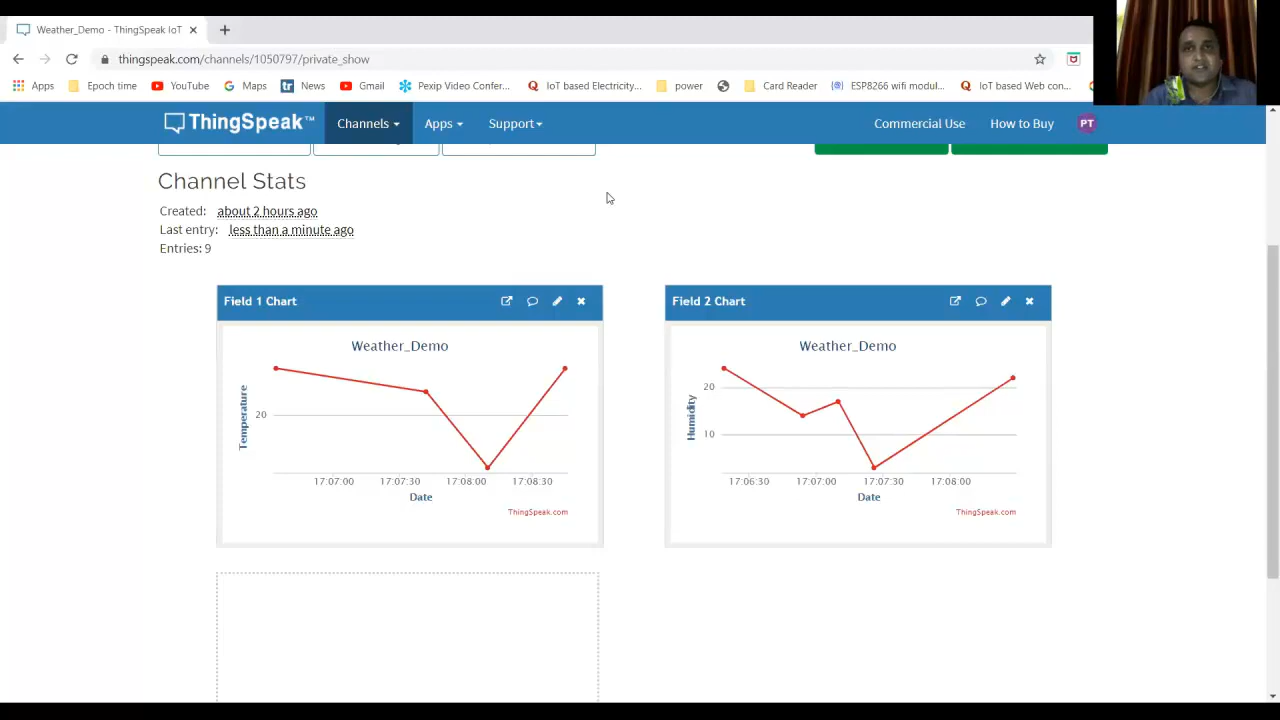 Weather_Demo - ThingSpeak IoT
thingspeak.com/channels/1050797/private_show
Apps Epoch time YouTube Maps News Gmail Pexip Video Confer... IoT based Electricity... power Card Reader ESP8266 wifi modul... IoT based Web con...
ThingSpeak™ Channels Apps Support Commercial Use How to Buy PT
Channel Stats
Created: about 2 hours ago
Last entry: less than a minute ago
Entries: 9
Field 1 Chart
Weather_Demo
Temperature
20
17:07:00 17:07:30 17:08:00 17:08:30
Date
ThingSpeak.com
Field 2 Chart
Weather_Demo
Humidity
20
10
17:06:30 17:07:00 17:07:30 17:08:00
Date
ThingSpeak.com